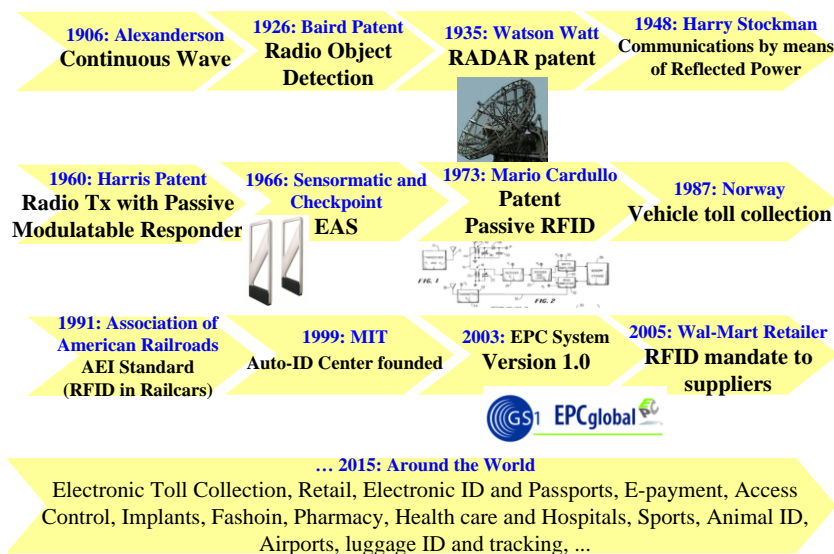 1906: Alexanderson
Continuous Wave
1926: Baird Patent
Radio Object
Detection
1935: Watson Watt
RADAR patent
1948: Harry Stockman
Communications by means
of Reflected Power
1960: Harris Patent
Radio Tx with Passive
Modulatable Responder
1966: Sensormatic and
Checkpoint
EAS
1973: Mario Cardullo
Patent
Passive RFID
1987: Norway
Vehicle toll collection
FIG. 1
FIG. 2
1991: Association of
American Railroads
AEI Standard
(RFID in Railcars)
1999: MIT
Auto-ID Center founded
2003: EPC System
Version 1.0
2005: Wal-Mart Retailer
RFID mandate to
suppliers
GS1 EPCglobal
... 2015: Around the World
Electronic Toll Collection, Retail, Electronic ID and Passports, E-payment, Access
Control, Implants, Fashoin, Pharmacy, Health care and Hospitals, Sports, Animal ID,
Airports, luggage ID and tracking, ...